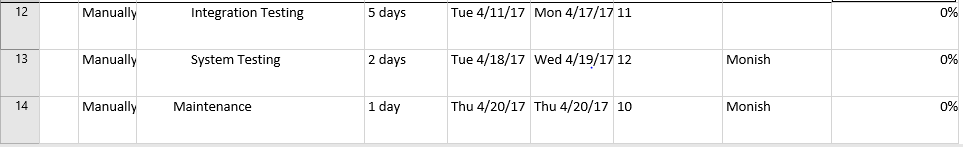 12 Manually Integration Testing 5 days Tue 4/11/17 Mon 4/17/17 11 0%
13 Manually System Testing 2 days Tue 4/18/17 Wed 4/19/17 12 Monish 0%
14 Manually Maintenance 1 day Thu 4/20/17 Thu 4/20/17 10 Monish 0%